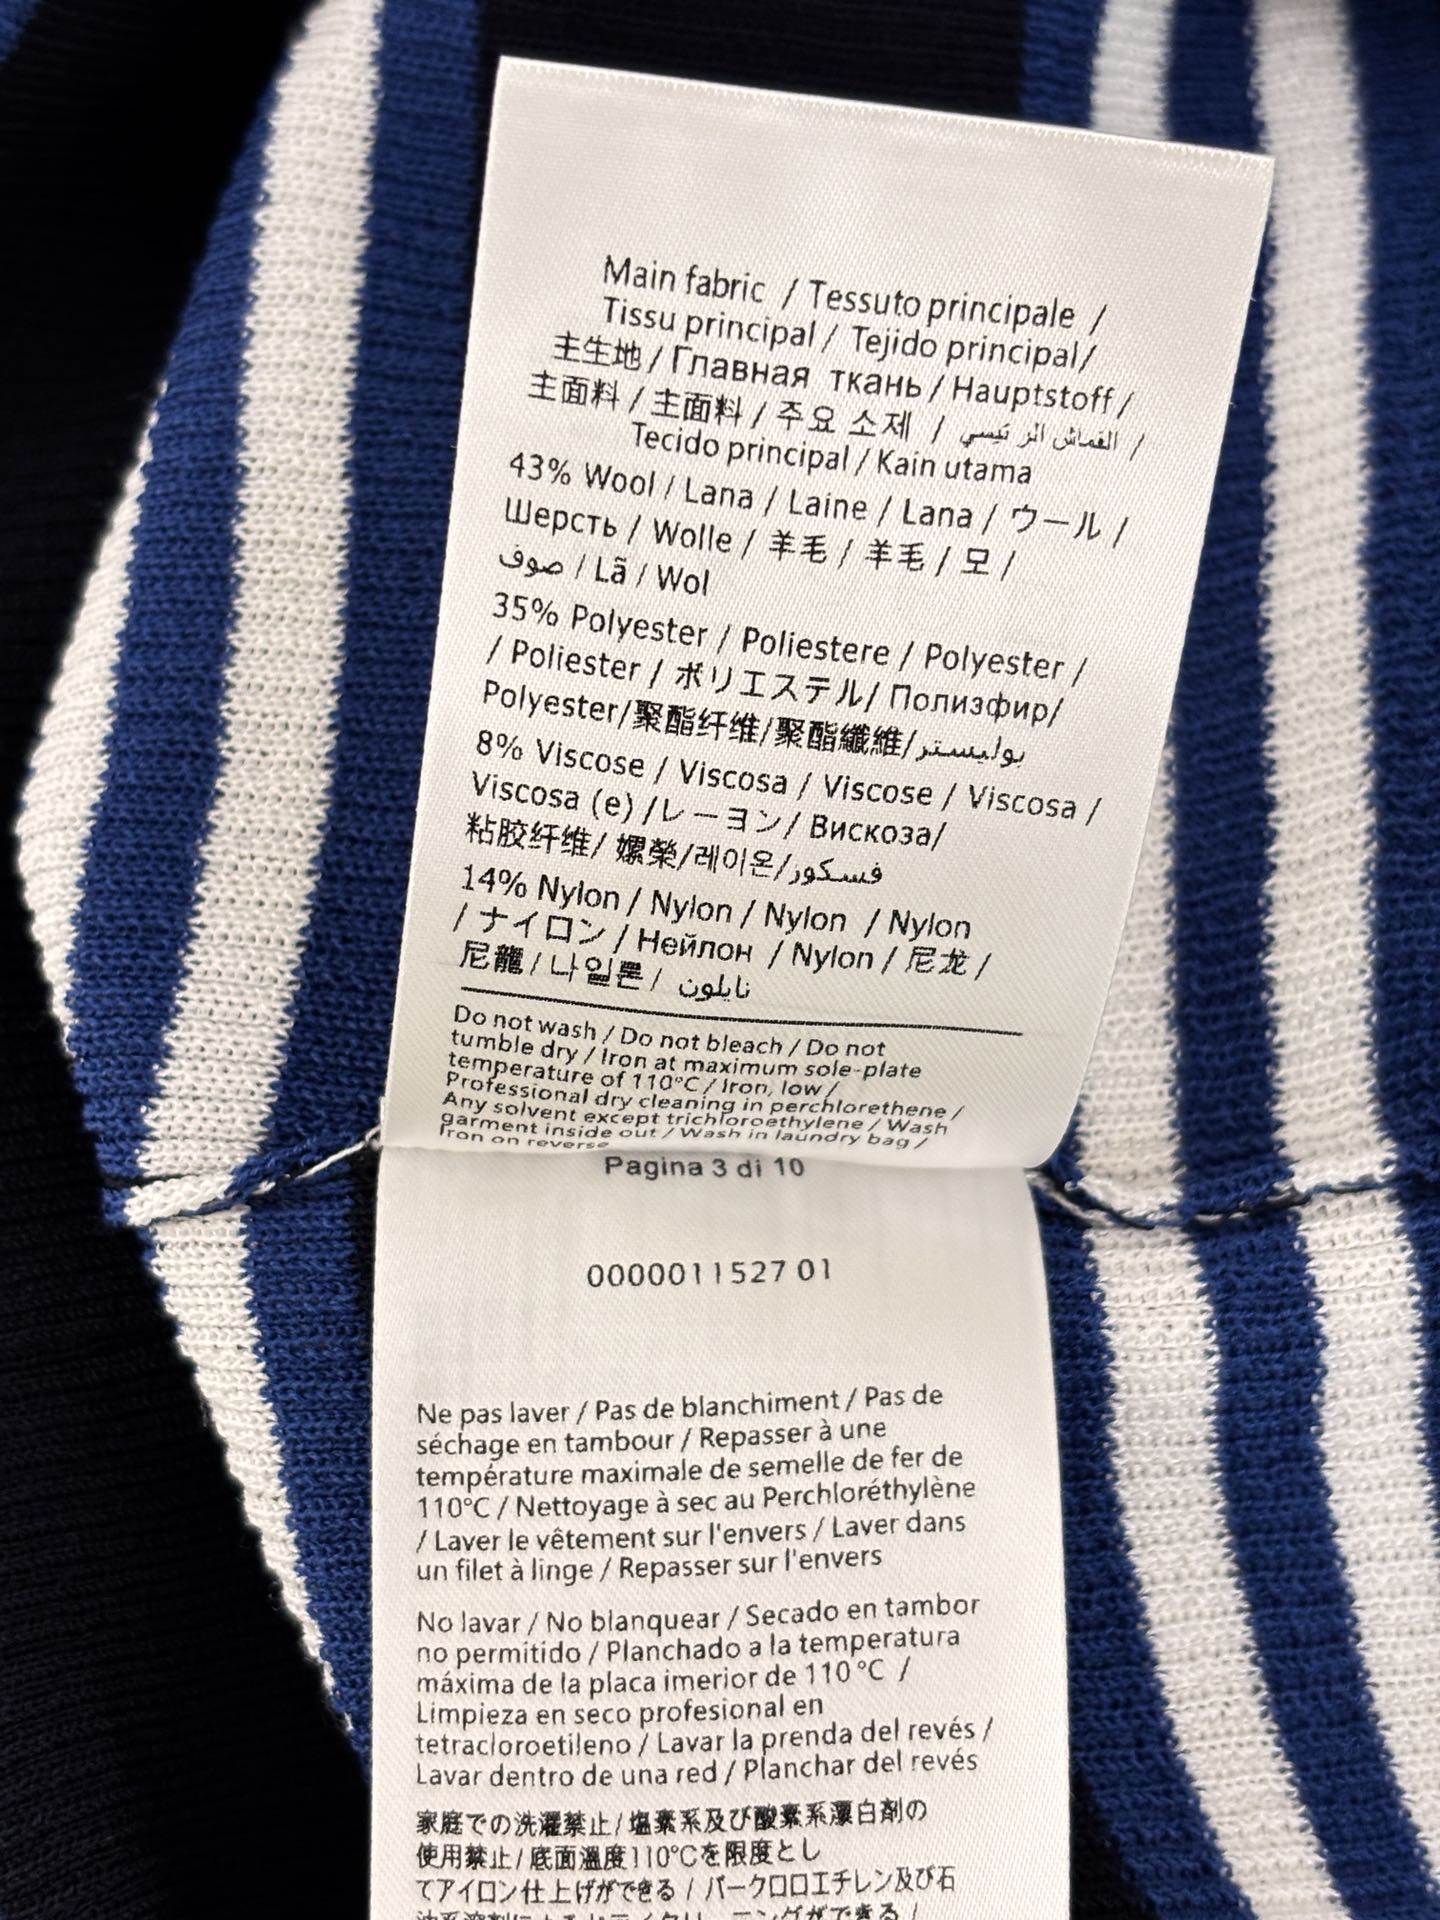 Main fabric / Tessuto principale /
Tissu principal / Tejido principal/
主生地 / Главная ткань / Hauptstoff /
主面料 / 主面料 / 주요 소제 / القماش الرئيسي /
Tecido principal / Kain utama
43% Wool / Lana / Laine / Lana / ウール /
Шерсть / Wolle / 羊毛 / 羊毛 / 모 /
صوف / Lã / Wol
35% Polyester / Poliestere / Polyester /
/ Poliester / ポリエステル/ Полиэфир/
Polyester/聚酯纤维/聚酯纖維/بوليستر
8% Viscose / Viscosa / Viscose / Viscosa /
Viscosa (e) /レーヨン/ Вискоза/
粘胶纤维/ 嫘縈/레이온/فسكور
14% Nylon / Nylon / Nylon / Nylon
/ ナイロン / Нейлон / Nylon / 尼龙 /
尼龍 / 나일론 / نايلون
Do not wash / Do not bleach / Do not
tumble dry / Iron at maximum sole-plate
temperature of 110°C / Iron, low /
Professional dry cleaning in perchlorethene /
Any solvent except trichloroethylene / Wash
garment inside out / Wash in laundry bag /
Iron on reverse
Pagina 3 di 10
0000011527 01
Ne pas laver / Pas de blanchiment / Pas de
séchage en tambour / Repasser à une
température maximale de semelle de fer de
110°C / Nettoyage à sec au Perchloréthylène
/ Laver le vêtement sur l'envers / Laver dans
un filet à linge / Repasser sur l'envers
No lavar / No blanquear / Secado en tambor
no permitido / Planchado a la temperatura
máxima de la placa imerior de 110 °C /
Limpieza en seco profesional en
tetracloroetileno / Lavar la prenda del revés /
Lavar dentro de una red / Planchar del revés
家庭での洗濯禁止/塩素系及び酸素系漂白剤の
使用禁止/底面温度110℃を限度とし
てアイロン仕上げができる / パークロロエチレン及び石